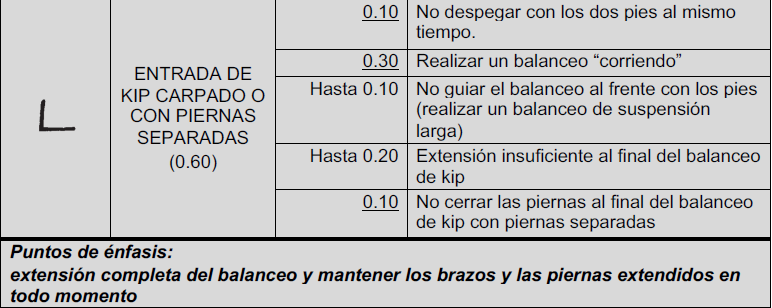 0.10 No despegar con los dos pies al mismo
tiempo.
0.30 Realizar un balanceo “corriendo”
ENTRADA DE
KIP CARPADO O
CON PIERNAS
SEPARADAS
(0.60)
Hasta 0.10 No guiar el balanceo al frente con los pies
(realizar un balanceo de suspensión
larga)
Hasta 0.20 Extensión insuficiente al final del balanceo
de kip
0.10 No cerrar las piernas al final del balanceo
de kip con piernas separadas
Puntos de énfasis:
extensión completa del balanceo y mantener los brazos y las piernas extendidos en
todo momento